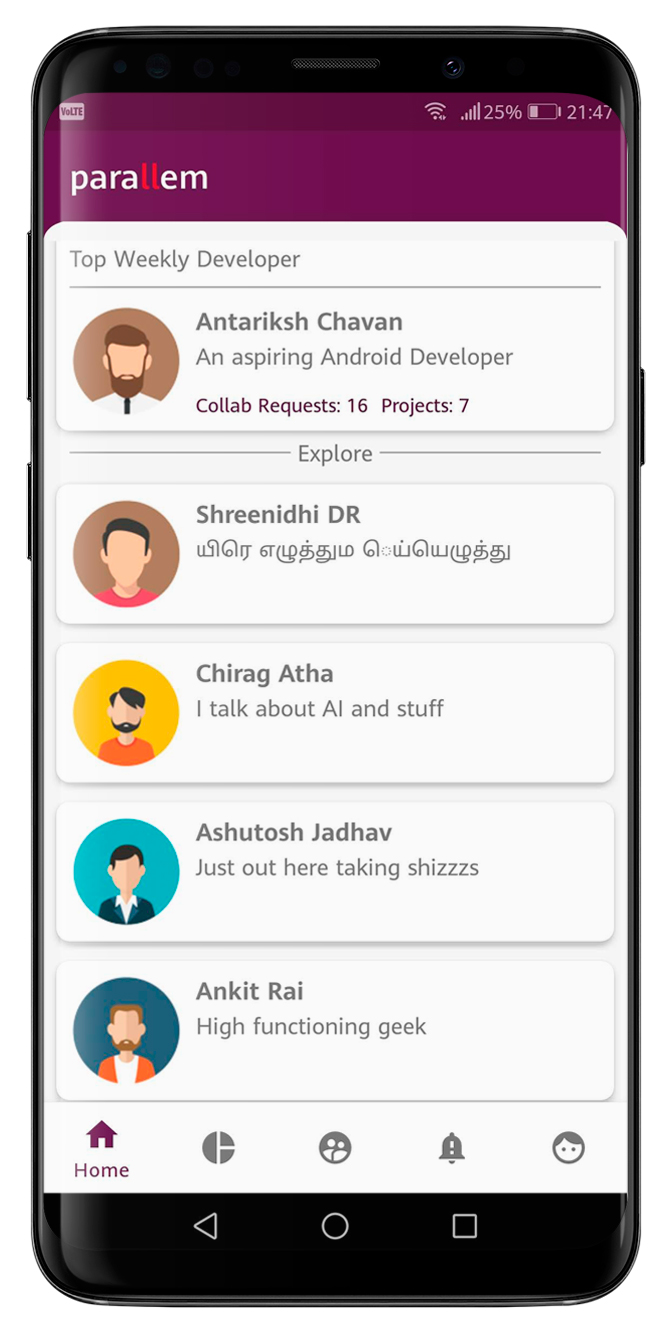 VoLTE 25% 21:47
parallem
Top Weekly Developer
Antariksh Chavan
An aspiring Android Developer
Collab Requests: 16 Projects: 7
Explore
Shreenidhi DR
யிரெ எழுத்தும ெய்யெழுத்து
Chirag Atha
I talk about AI and stuff
Ashutosh Jadhav
Just out here taking shizzzs
Ankit Rai
High functioning geek
Home